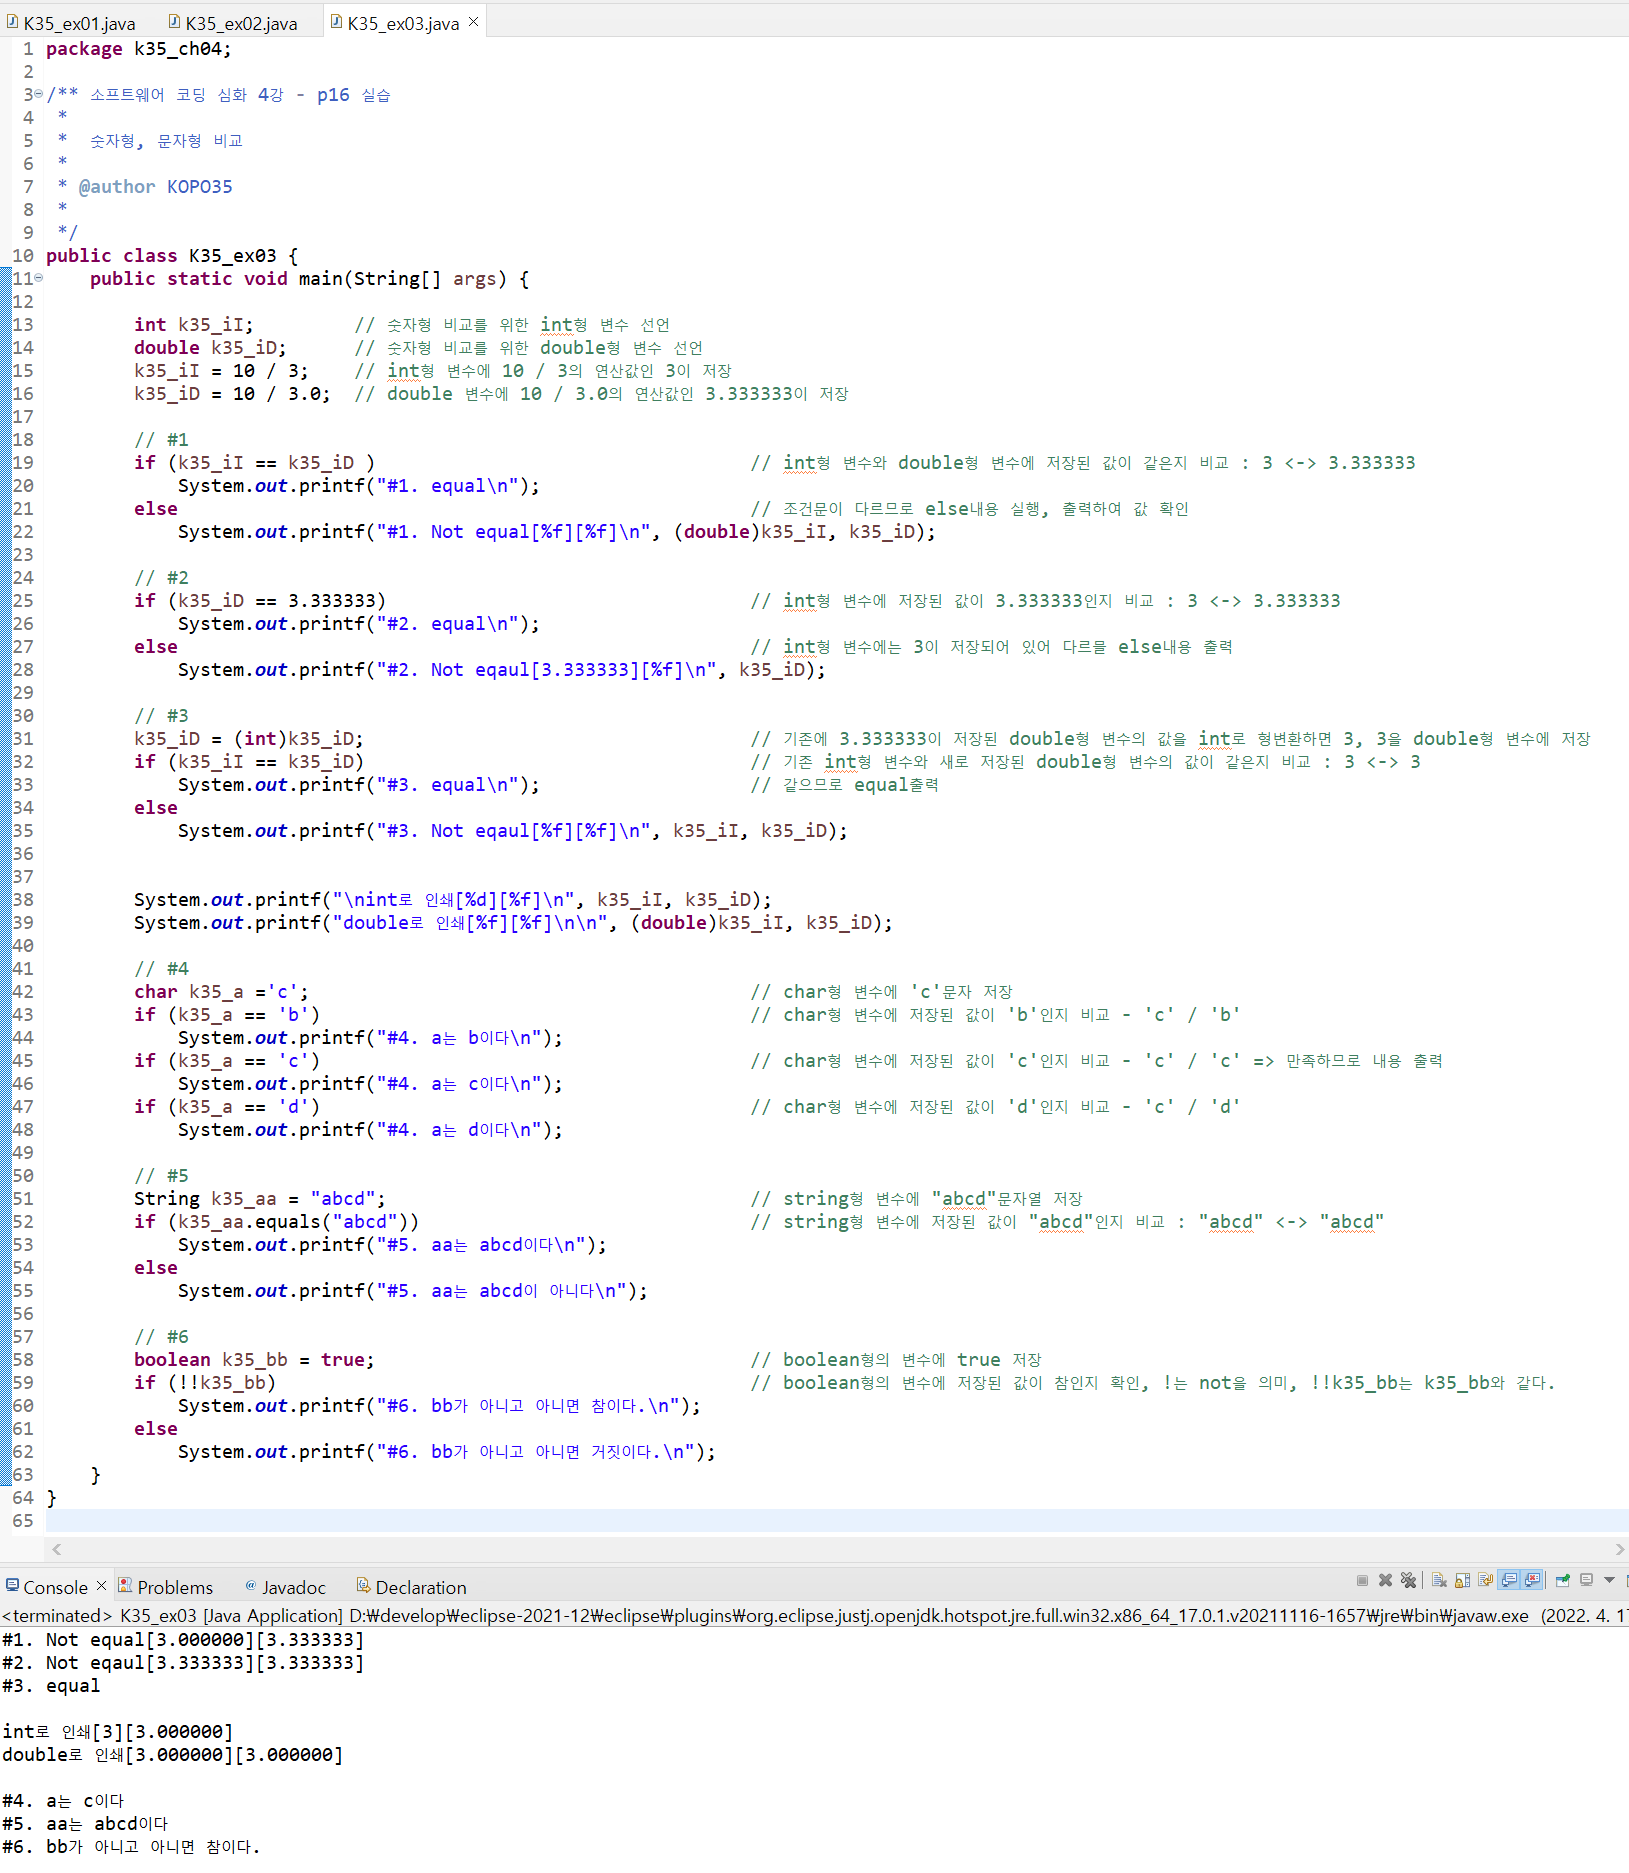 K35_ex01.java K35_ex02.java K35_ex03.java
1 package k35_ch04;
2
3 /** 소프트웨어 코딩 심화 4강 - p16 실습
4  *
5  *  숫자형, 문자형 비교
6  *
7  * @author KOPO35
8  *
9  */
10 public class K35_ex03 {
11     public static void main(String[] args) {
12
13         int k35_iI;         // 숫자형 비교를 위한 int형 변수 선언
14         double k35_iD;      // 숫자형 비교를 위한 double형 변수 선언
15         k35_iI = 10 / 3;    // int형 변수에 10 / 3의 연산값인 3이 저장
16         k35_iD = 10 / 3.0;  // double 변수에 10 / 3.0의 연산값인 3.333333이 저장
17
18         // #1
19         if (k35_iI == k35_iD )                                  // int형 변수와 double형 변수에 저장된 값이 같은지 비교 : 3 <-> 3.333333
20             System.out.printf("#1. equal\n");
21         else                                                    // 조건문이 다르므로 else내용 실행, 출력하여 값 확인
22             System.out.printf("#1. Not equal[%f][%f]\n", (double)k35_iI, k35_iD);
23
24         // #2
25         if (k35_iD == 3.333333)                                 // int형 변수에 저장된 값이 3.333333인지 비교 : 3 <-> 3.333333
26             System.out.printf("#2. equal\n");
27         else                                                    // int형 변수에는 3이 저장되어 있어 다르믈 else내용 출력
28             System.out.printf("#2. Not eqaul[3.333333][%f]\n", k35_iD);
29
30         // #3
31         k35_iD = (int)k35_iD;                                   // 기존에 3.333333이 저장된 double형 변수의 값을 int로 형변환하면 3, 3을 double형 변수에 저장
32         if (k35_iI == k35_iD)                                   // 기존 int형 변수와 새로 저장된 double형 변수의 값이 같은지 비교 : 3 <-> 3
33             System.out.printf("#3. equal\n");                   // 같으므로 equal출력
34         else
35             System.out.printf("#3. Not eqaul[%f][%f]\n", k35_iI, k35_iD);
36
37
38         System.out.printf("\nint로 인쇄[%d][%f]\n", k35_iI, k35_iD);
39         System.out.printf("double로 인쇄[%f][%f]\n\n", (double)k35_iI, k35_iD);
40
41         // #4
42         char k35_a ='c';                                        // char형 변수에 'c'문자 저장
43         if (k35_a == 'b')                                       // char형 변수에 저장된 값이 'b'인지 비교 - 'c' / 'b'
44             System.out.printf("#4. a는 b이다\n");
45         if (k35_a == 'c')                                       // char형 변수에 저장된 값이 'c'인지 비교 - 'c' / 'c' => 만족하므로 내용 출력
46             System.out.printf("#4. a는 c이다\n");
47         if (k35_a == 'd')                                       // char형 변수에 저장된 값이 'd'인지 비교 - 'c' / 'd'
48             System.out.printf("#4. a는 d이다\n");
49
50         // #5
51         String k35_aa = "abcd";                                 // string형 변수에 "abcd"문자열 저장
52         if (k35_aa.equals("abcd"))                              // string형 변수에 저장된 값이 "abcd"인지 비교 : "abcd" <-> "abcd"
53             System.out.printf("#5. aa는 abcd이다\n");
54         else
55             System.out.printf("#5. aa는 abcd이 아니다\n");
56
57         // #6
58         boolean k35_bb = true;                                  // boolean형의 변수에 true 저장
59         if (!!k35_bb)                                           // boolean형의 변수에 저장된 값이 참인지 확인, !는 not을 의미, !!k35_bb는 k35_bb와 같다.
60             System.out.printf("#6. bb가 아니고 아니면 참이다.\n");
61         else
62             System.out.printf("#6. bb가 아니고 아니면 거짓이다.\n");
63     }
64 }
65
Console Problems @ Javadoc Declaration
<terminated> K35_ex03 [Java Application] D:₩develop₩eclipse-2021-12₩eclipse₩plugins₩org.eclipse.justj.openjdk.hotspot.jre.full.win32.x86_64_17.0.1.v20211116-1657₩jre₩bin₩javaw.exe (2022. 4. 1
#1. Not equal[3.000000][3.333333]
#2. Not eqaul[3.333333][3.333333]
#3. equal

int로 인쇄[3][3.000000]
double로 인쇄[3.000000][3.000000]

#4. a는 c이다
#5. aa는 abcd이다
#6. bb가 아니고 아니면 참이다.